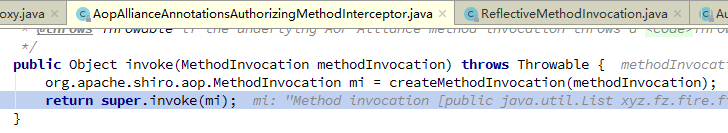 oxy.java × AopAllianceAnnotationsAuthorizingMethodInterceptor.java × ReflectiveMethodInvocation.java × Au
* @throws Throwable if the underlying AOP Alliance method invocation throws a <code>Throw
*/
public Object invoke(MethodInvocation methodInvocation) throws Throwable { methodInvocat
org.apache.shiro.aop.MethodInvocation mi = createMethodInvocation(methodInvocation);
return super.invoke(mi); mi: "Method invocation [public java.util.List xyz.fz.fire.f
}